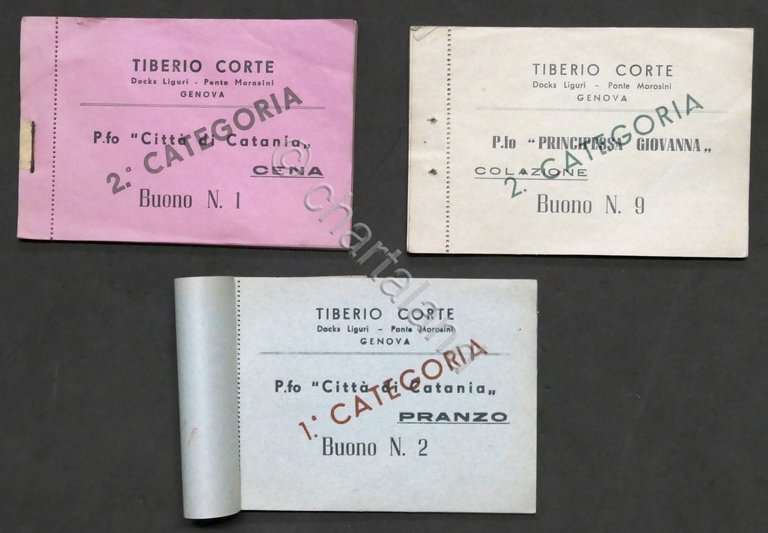 TIBERIO CORTE
Docks Liguri - Ponte Morosini
GENOVA
P.fo "Città di Catania„
2.ª CATEGORIA
CENA
Buono N. 1
TIBERIO CORTE
Docks Liguri - Ponte Morosini
GENOVA
P.fo "PRINCIPESSA GIOVANNA„
2. CATEGORIA
COLAZIONE
Buono N. 9
TIBERIO CORTE
Docks Liguri - Ponte Morosini
GENOVA
P.fo "Città di Catania„
1.ª CATEGORIA
PRANZO
Buono N. 2